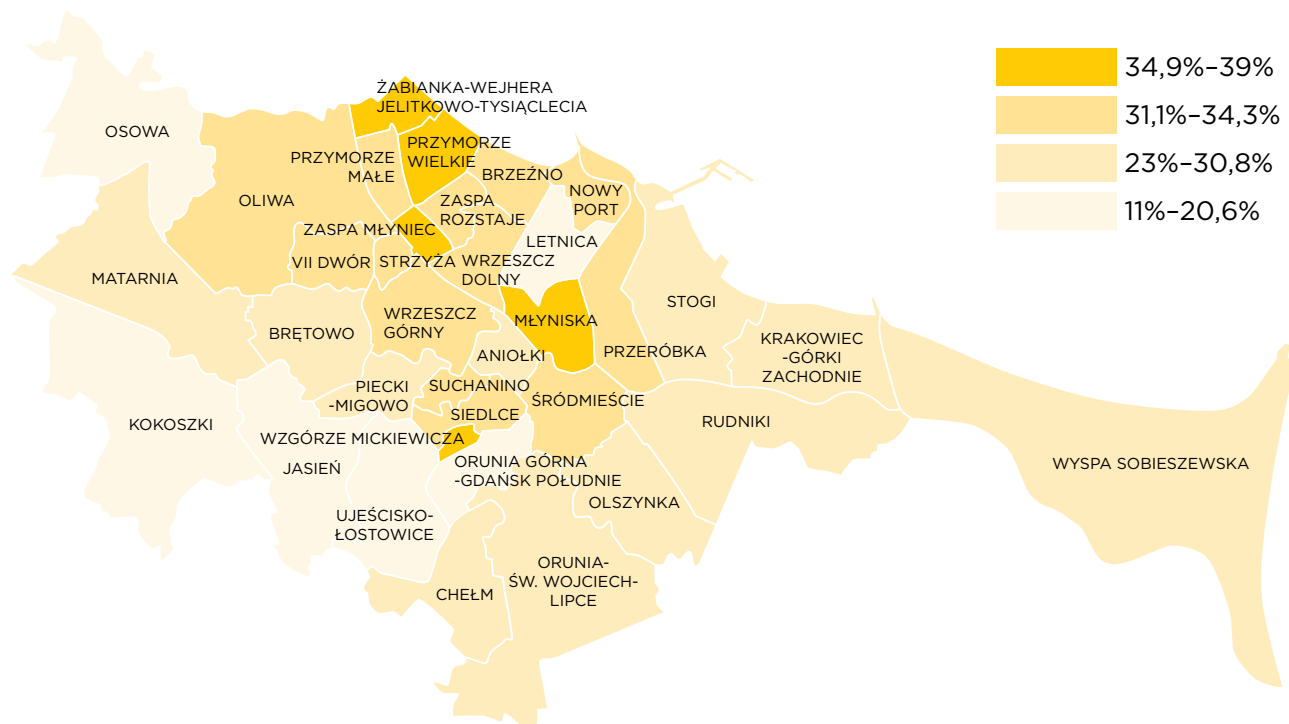 34,9%–39%
31,1%–34,3%
23%–30,8%
11%–20,6%
ŻABIANKA-WEJHERA
JELITKOWO-TYSIĄCLECIA
OSOWA
PRZYMORZE
WIELKIE
PRZYMORZE
MAŁE
BRZEŹNO
NOWY
PORT
OLIWA
ZASPA
ROZSTAJE
ZASPA MŁYNIEC
LETNICA
VII DWÓR
STRZYŻA
WRZESZCZ
DOLNY
MATARNIA
STOGI
BRĘTOWO
WRZESZCZ
GÓRNY
MŁYNISKA
ANIOŁKI
PRZERÓBKA
KRAKOWIEC
-GÓRKI
ZACHODNIE
PIECKI
-MIGOWO
SUCHANINO
ŚRÓDMIEŚCIE
SIEDLCE
RUDNIKI
KOKOSZKI
WZGÓRZE MICKIEWICZA
JASIEŃ
ORUNIA GÓRNA
-GDAŃSK POŁUDNIE
WYSPA SOBIESZEWSKA
OLSZYNKA
UJEŚCISKO-
ŁOSTOWICE
ORUNIA-
ŚW. WOJCIECH-
LIPCE
CHEŁM